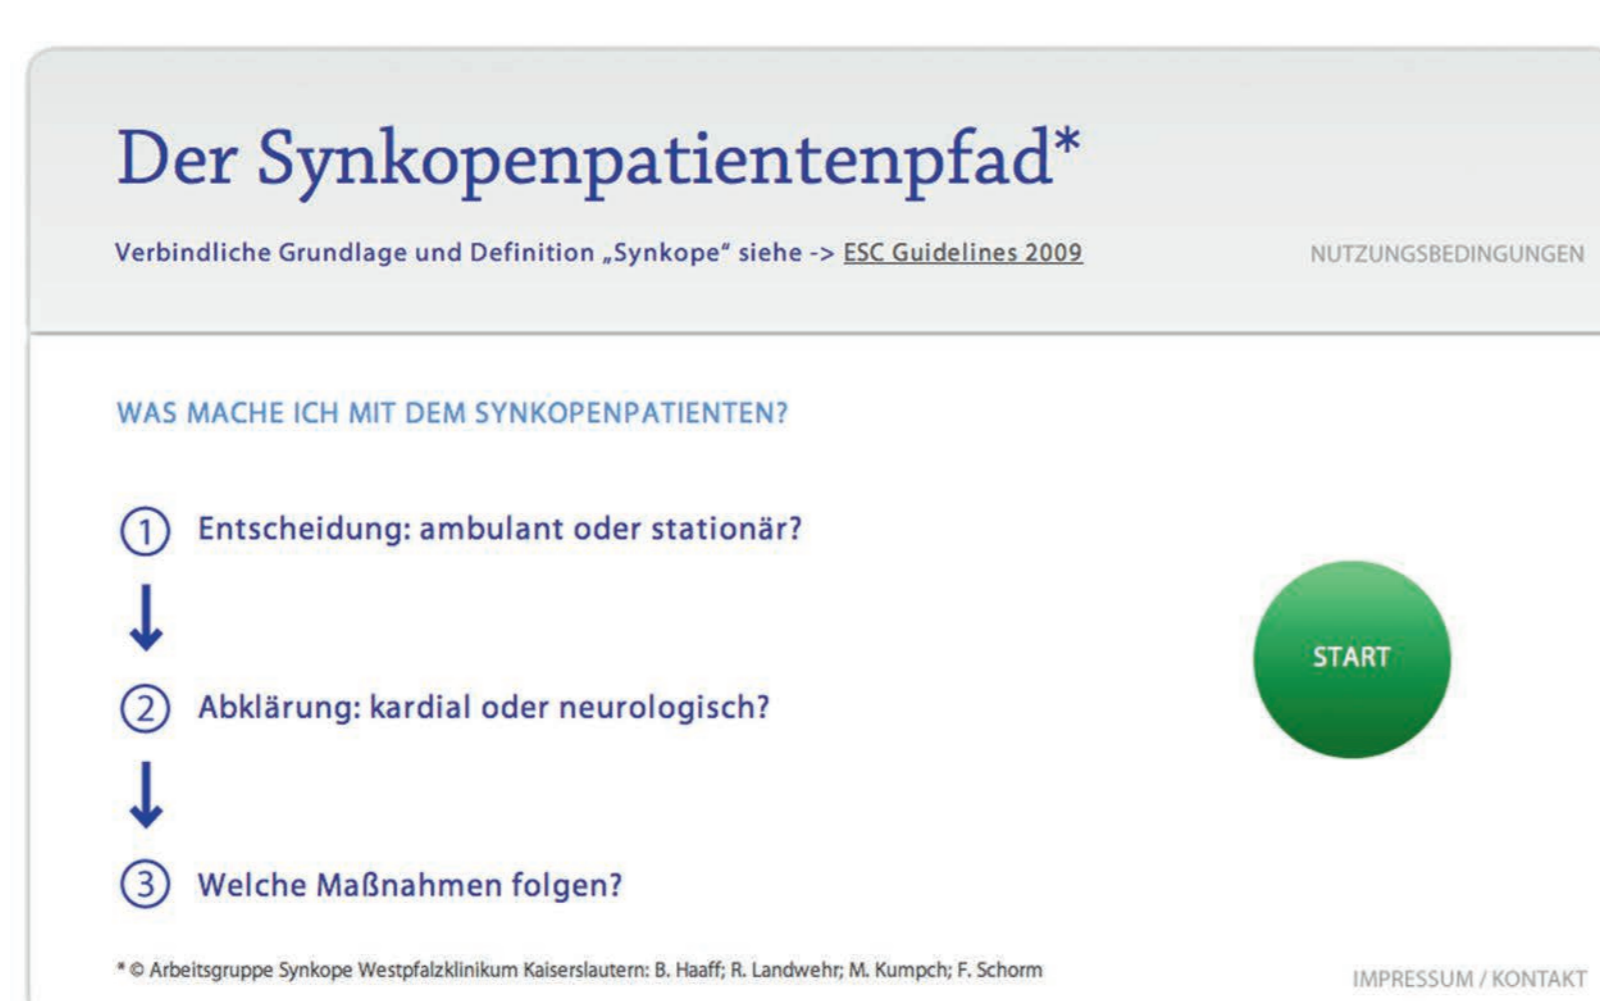 Der Synkopenpatientenpfad*
Verbindliche Grundlage und Definition „Synkope“ siehe -> ESC Guidelines 2009
NUTZUNGSBEDINGUNGEN
WAS MACHE ICH MIT DEM SYNKOPENPATIENTEN?
1 Entscheidung: ambulant oder stationär?
2 Abklärung: kardial oder neurologisch?
START
3 Welche Maßnahmen folgen?
* © Arbeitsgruppe Synkope Westpfalzklinikum Kaiserslautern: B. Haaff; R. Landwehr; M. Kumpch; F. Schorm
IMPRESSUM / KONTAKT